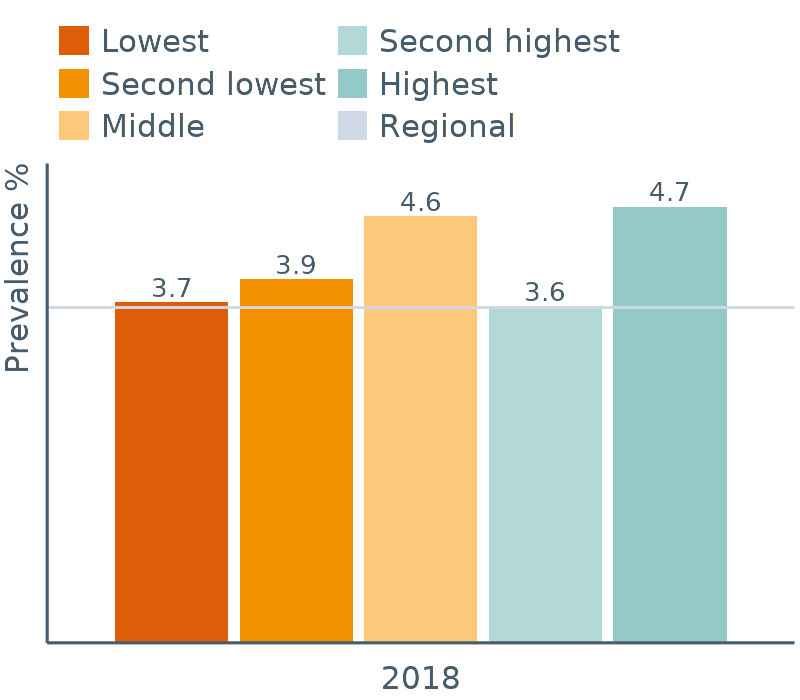 Lowest
Second lowest
Middle
Second highest
Highest
Regional
Prevalence %
3.7
3.9
4.6
3.6
4.7
2018